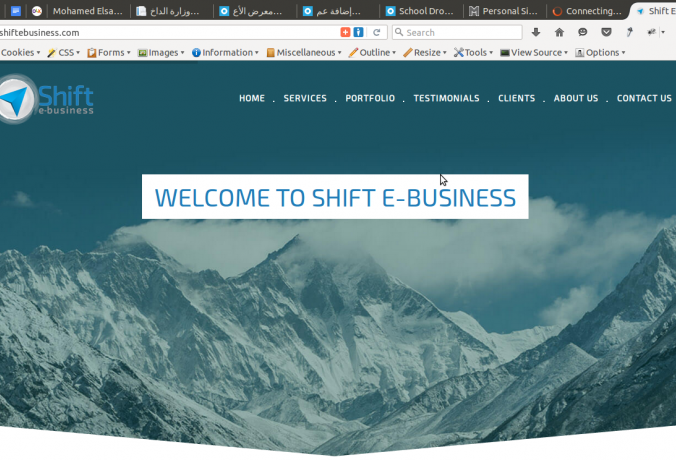 Mohamed Elsa...
وزارة الداخ...
معرض الأع...
إضافة عم...
School Dro...
Personal Si...
Connecting...
Shift E
shiftebusiness.com
Search
Cookies
CSS
Forms
Images
Information
Miscellaneous
Outline
Resize
Tools
View Source
Options
Shift
e-business
HOME . SERVICES . PORTFOLIO . TESTIMONIALS . CLIENTS . ABOUT US . CONTACT US
WELCOME TO SHIFT E-BUSINESS